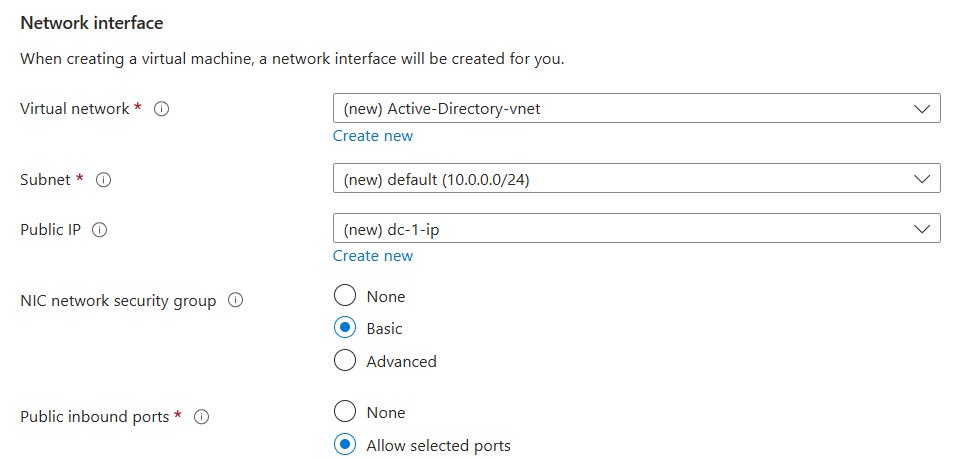 Network interface
When creating a virtual machine, a network interface will be created for you.
Virtual network * (new) Active-Directory-vnet
Create new
Subnet * (new) default (10.0.0.0/24)
Public IP (new) dc-1-ip
Create new
NIC network security group None
Basic
Advanced
Public inbound ports * None
Allow selected ports